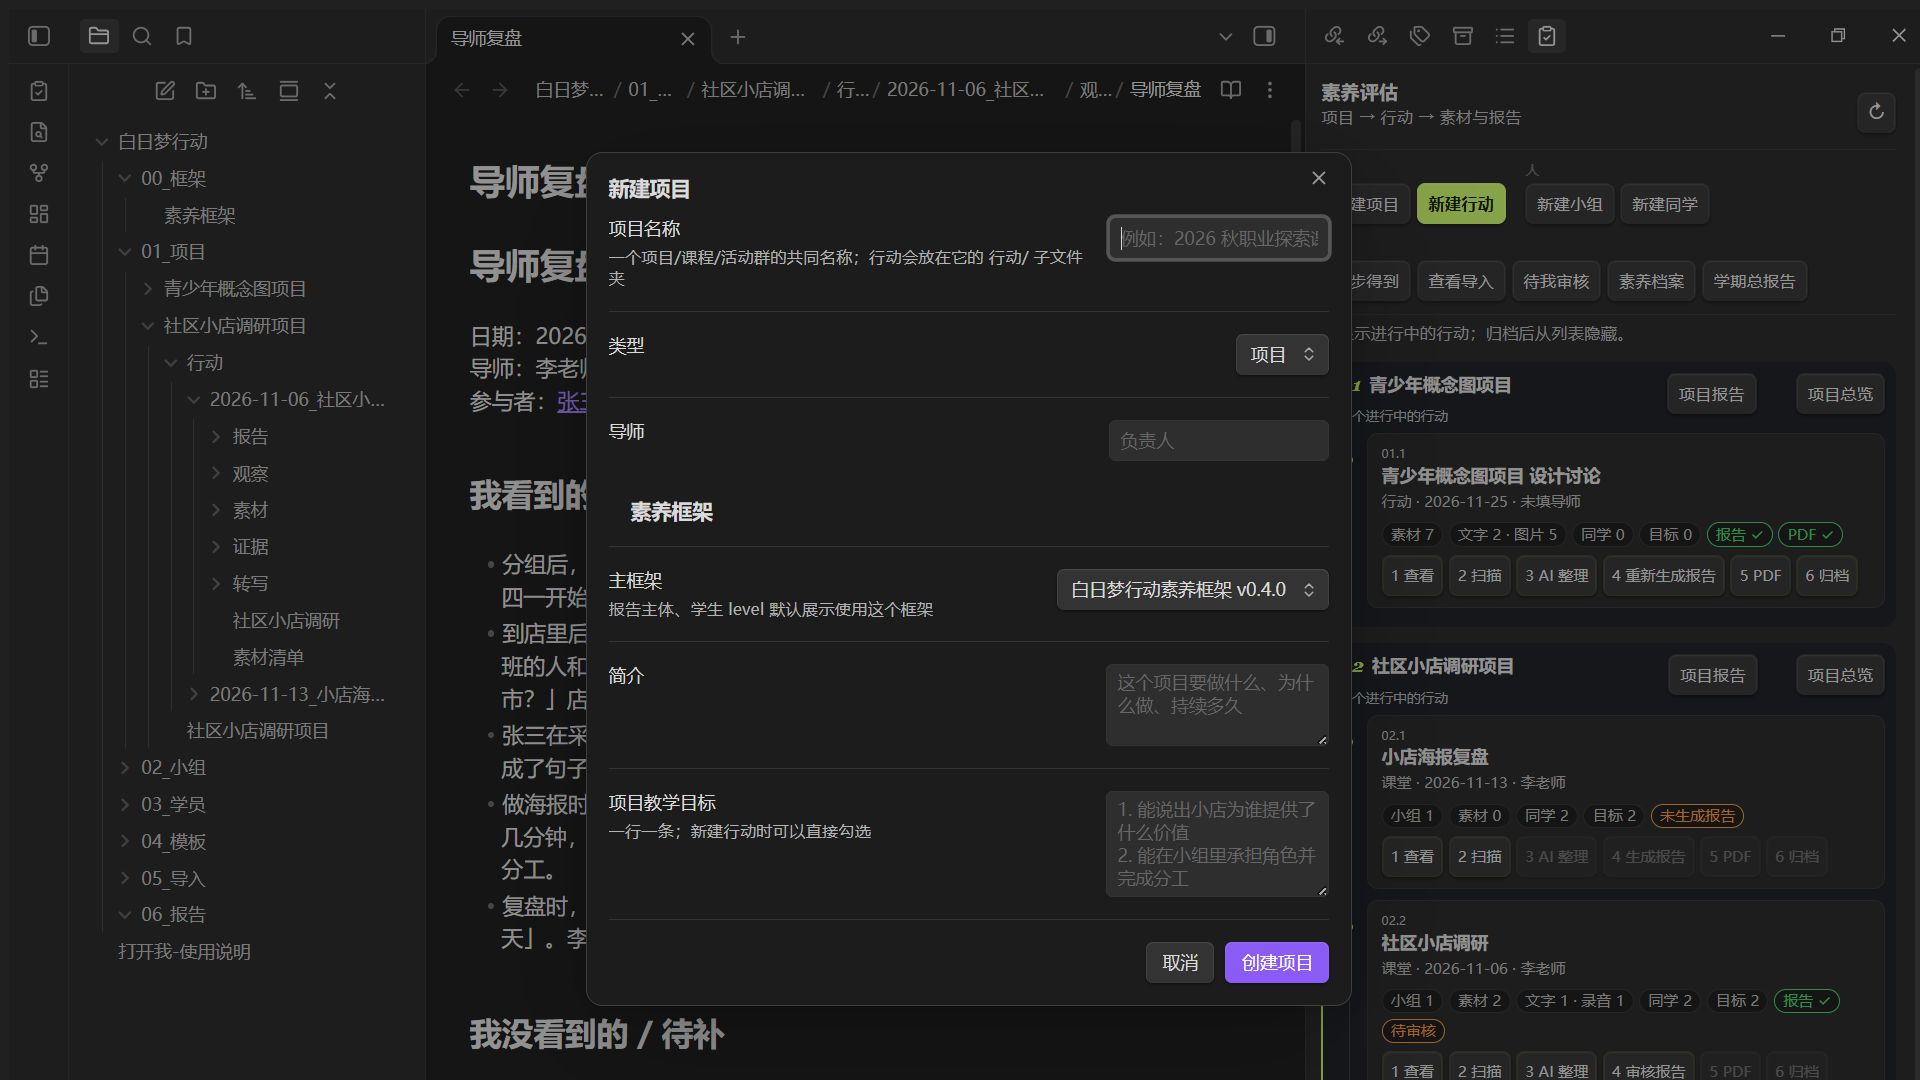 导师复盘
白日梦... / 01_... / 社区小店调... / 行... / 2026-11-06_社区... / 观... / 导师复盘
白日梦行动
00_框架
素养框架
01_项目
青少年概念图项目
社区小店调研项目
行动
2026-11-06_社区小...
报告
观察
素材
证据
转写
社区小店调研
素材清单
2026-11-13_小店海...
社区小店调研项目
02_小组
03_学员
04_模板
05_导入
06_报告
打开我-使用说明
导师复
导师复
日期：2026
导师：李老
参与者：张三
我看到的
分组后，
四一开始
到店里后
班的人和
市？」店
张三在采
成了句子
做海报时
几分钟，
分工。
复盘时，
天」。李
我没看到的 / 待补
新建项目
项目名称
一个项目/课程/活动群的共同名称；行动会放在它的 行动/ 子文件
夹
例如：2026 秋职业探索
类型
项目
导师
负责人
素养框架
主框架
报告主体、学生 level 默认展示使用这个框架
白日梦行动素养框架 v0.4.0
简介
这个项目要做什么、为什
么做、持续多久
项目教学目标
一行一条；新建行动时可以直接勾选
1. 能说出小店为谁提供了
什么价值
2. 能在小组里承担角色并
完成分工
取消
创建项目
素养评估
项目 → 行动 → 素材与报告
人
建项目
新建行动
新建小组
新建同学
步得到
查看导入
待我审核
素养档案
学期总报告
示进行中的行动；归档后从列表隐藏。
1 青少年概念图项目
项目报告
项目总览
个进行中的行动
01.1
青少年概念图项目 设计讨论
行动 · 2026-11-25 · 未填导师
素材 7 文字 2 · 图片 5 同学 0 目标 0 报告 ✓ PDF ✓
1 查看 2 扫描 3 AI 整理 4 重新生成报告 5 PDF 6 归档
2 社区小店调研项目
项目报告
项目总览
个进行中的行动
02.1
小店海报复盘
课堂 · 2026-11-13 · 李老师
小组 1 素材 0 同学 2 目标 2 未生成报告
1 查看 2 扫描 3 AI 整理 4 生成报告 5 PDF 6 归档
02.2
社区小店调研
课堂 · 2026-11-06 · 李老师
小组 1 素材 2 文字 1 · 录音 1 同学 2 目标 2 报告 ✓
待审核
1 查看 2 扫描 3 AI 整理 4 审核报告 5 PDF 6 归档